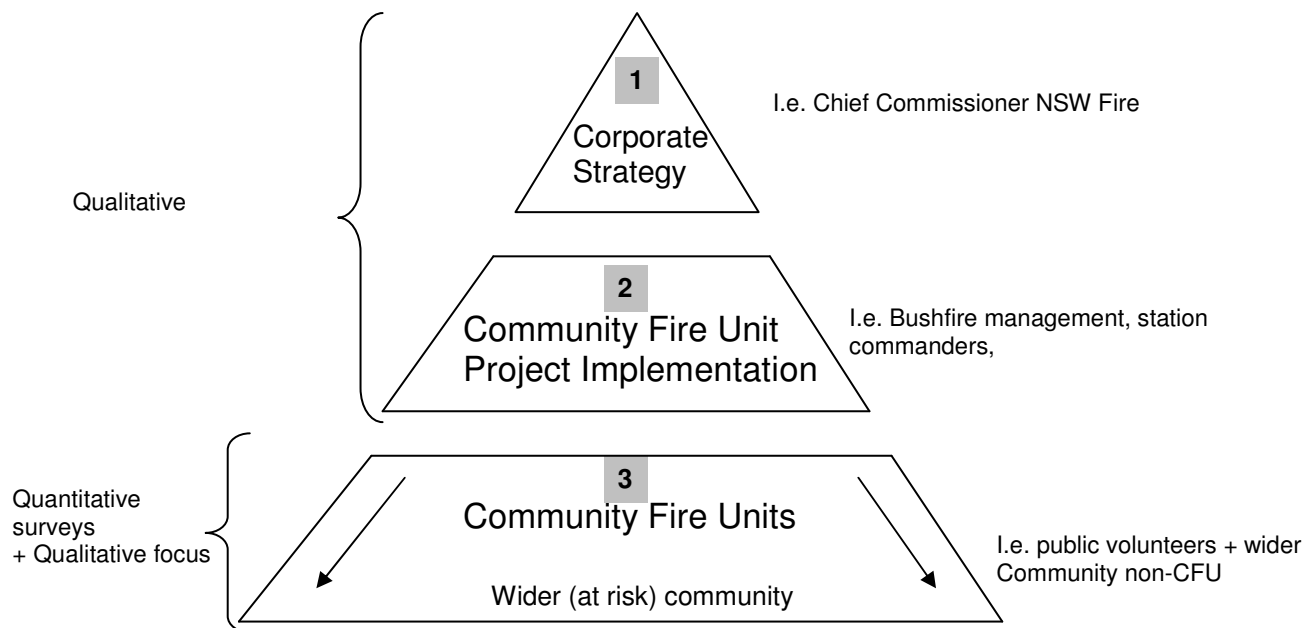 1
I.e. Chief Commissioner NSW Fire
Corporate
Strategy
Qualitative
2
Community Fire Unit
Project Implementation
I.e. Bushfire management, station
commanders,
3
Community Fire Units
Quantitative
surveys
+ Qualitative focus
I.e. public volunteers + wider
Community non-CFU
Wider (at risk) community